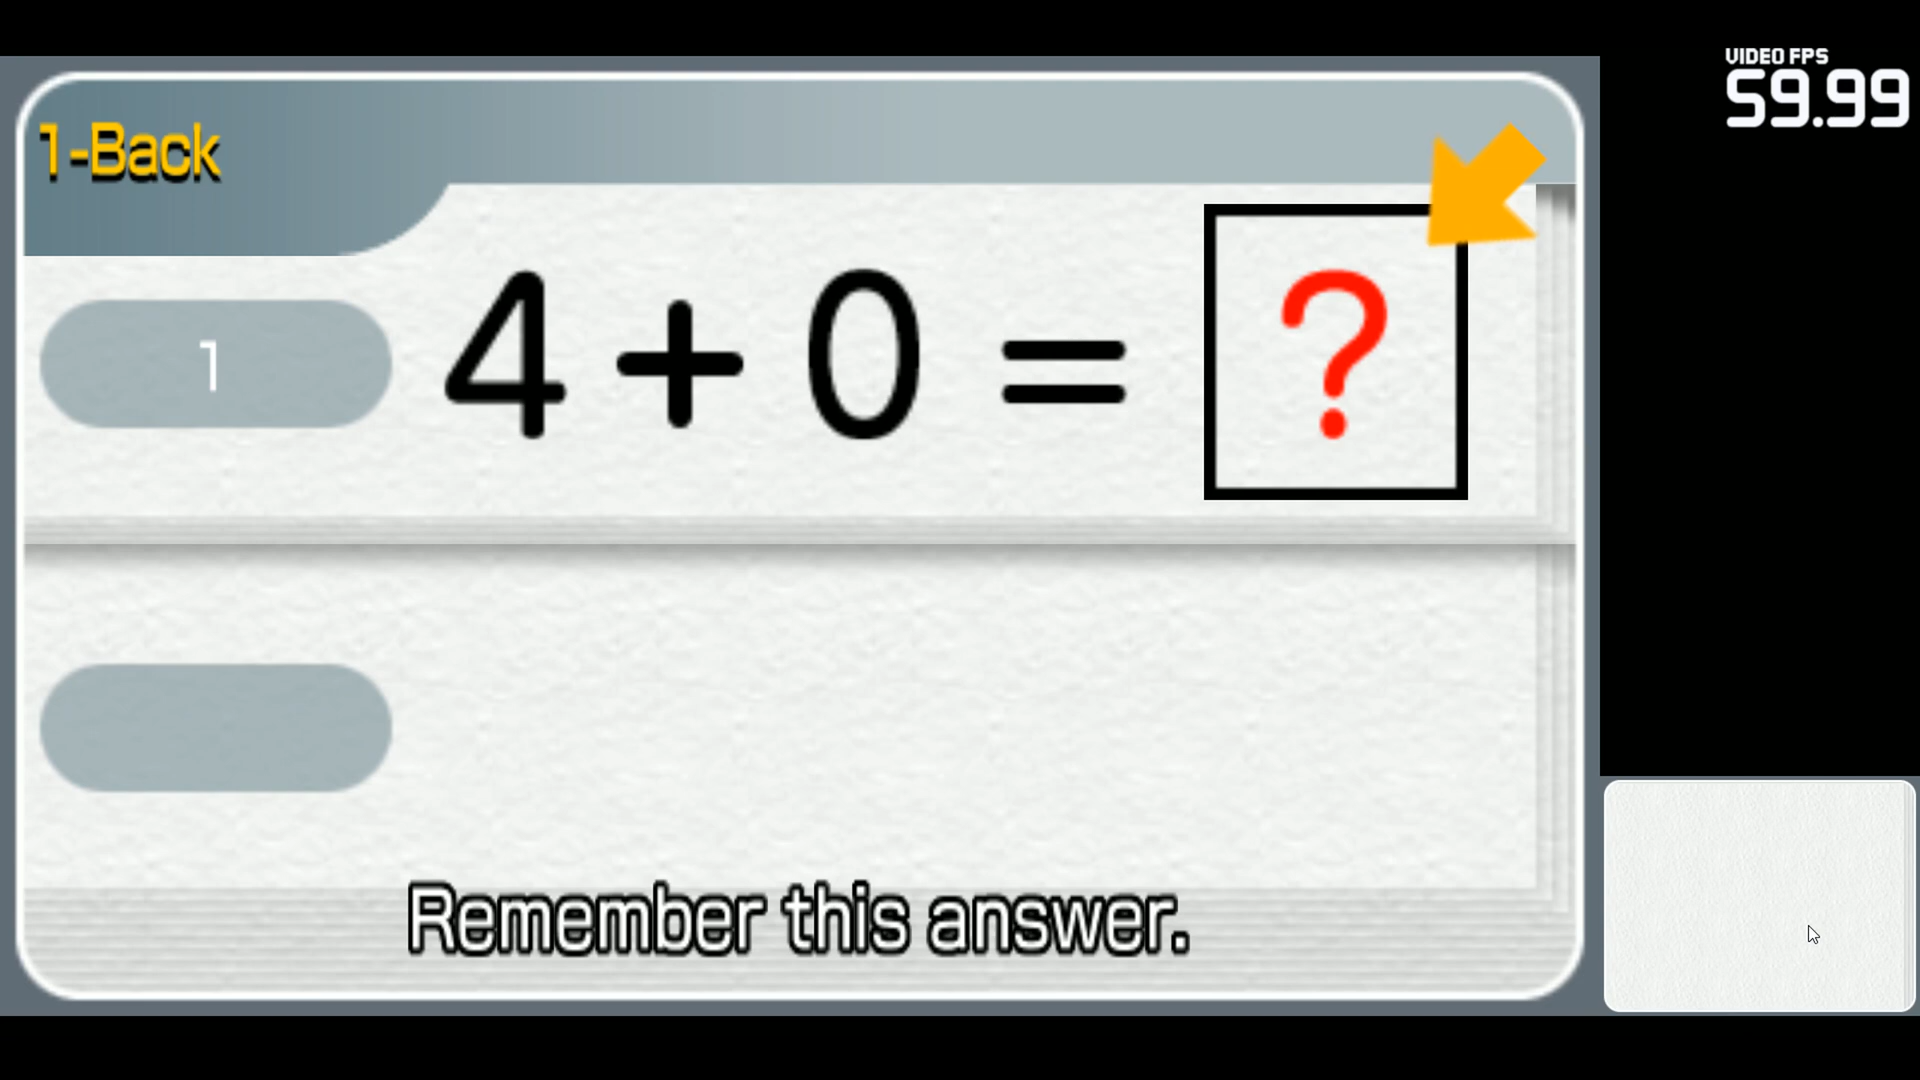 VIDEO FPS
59.99
1-Back
1
4 + 0 = ?
Remember this answer.